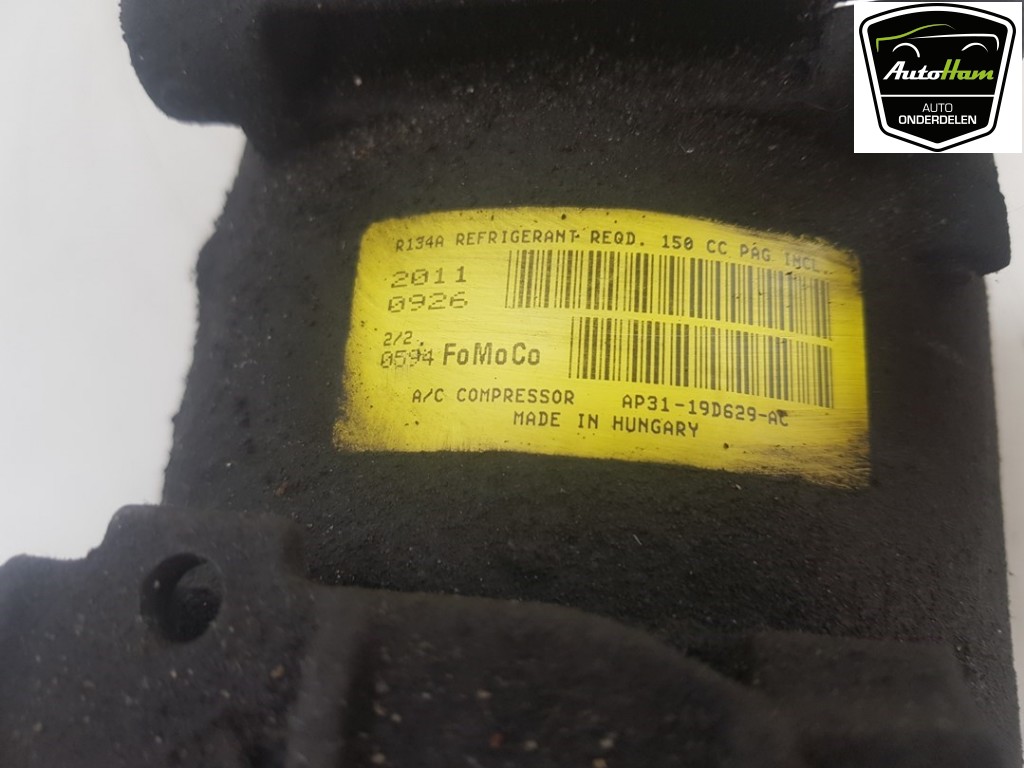 AutoHam
AUTO
ONDERDELEN
R134A REFRIGERANT REQD. 150 CC PAG INCL.
2011
0926
2/2.
0594 FoMoCo
A/C COMPRESSOR AP31-19D629-AC
MADE IN HUNGARY